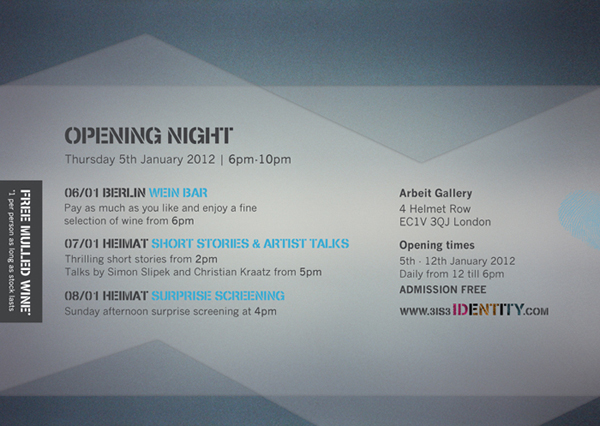 OPENING NIGHT
Thursday 5th January 2012 | 6pm-10pm
06/01 BERLIN WEIN BAR
Pay as much as you like and enjoy a fine
selection of wine from 6pm
07/01 HEIMAT SHORT STORIES & ARTIST TALKS
Thrilling short stories from 2pm
Talks by Simon Slipek and Christian Kraatz from 5pm
08/01 HEIMAT SURPRISE SCREENING
Sunday afternoon surprise screening at 4pm
FREE MULLED WINE*
*1 per person as long as stock lasts
Arbeit Gallery
4 Helmet Row
EC1V 3QJ London
Opening times
5th - 12th January 2012
Daily from 12 till 6pm
ADMISSION FREE
WWW.31S3IDENTITY.COM